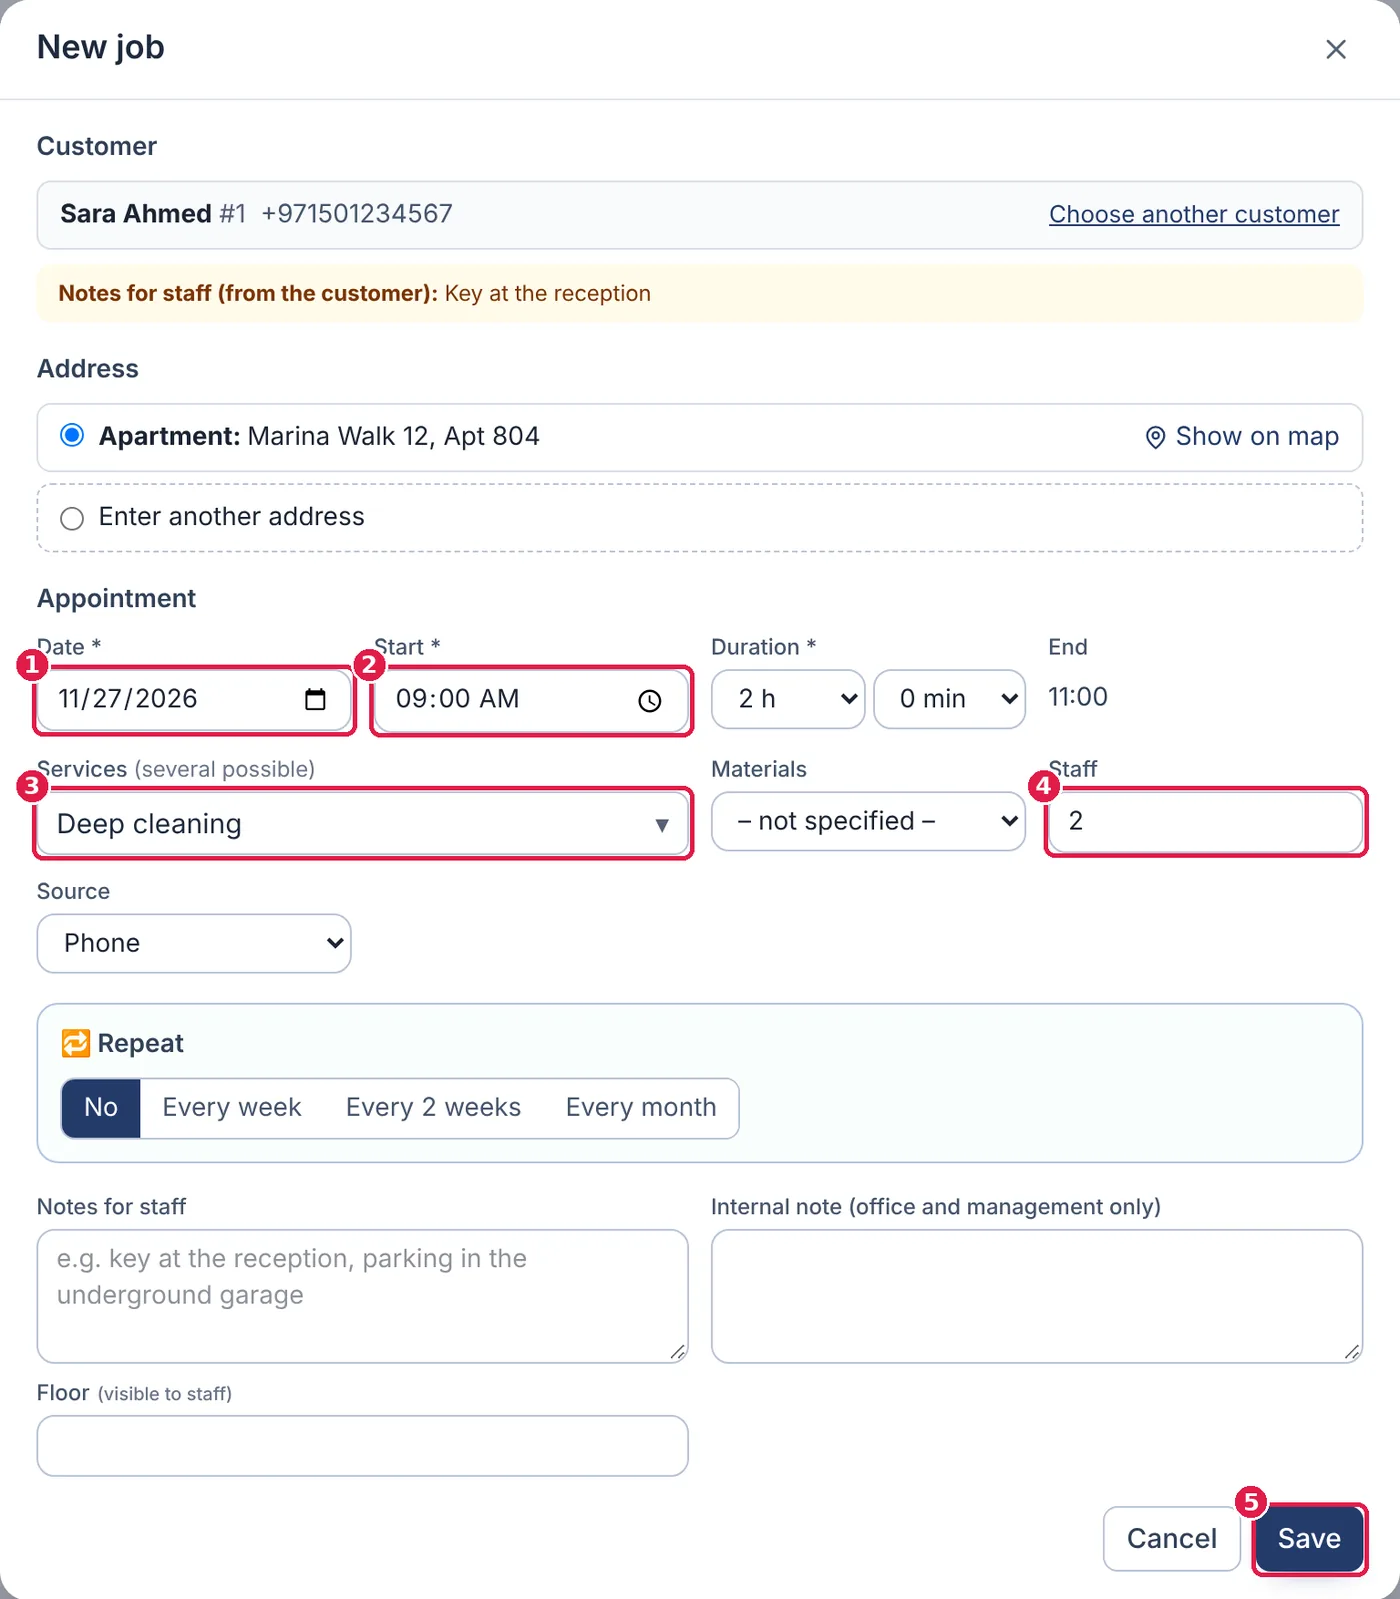 New job
Customer
Sara Ahmed #1 +971501234567 Choose another customer
Notes for staff (from the customer): Key at the reception
Address
Apartment: Marina Walk 12, Apt 804 Show on map
Enter another address
Appointment
Date * Start * Duration * End
1 2
11/27/2026 09:00 AM 2 h 0 min 11:00
Services (several possible) Materials Staff
3 4
Deep cleaning – not specified – 2
Source
Phone
Repeat
No Every week Every 2 weeks Every month
Notes for staff Internal note (office and management only)
e.g. key at the reception, parking in the
underground garage
Floor (visible to staff)
5
Cancel Save